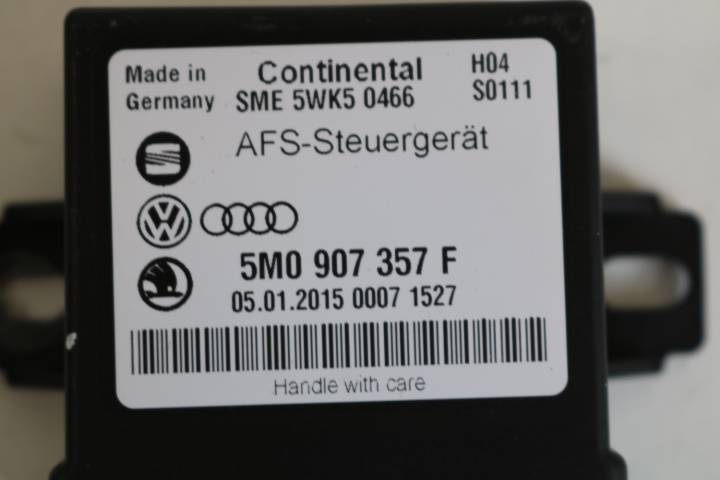 Made in Germany
Continental
SME 5WK5 0466
H04
S0111
AFS-Steuergerät
5M0 907 357 F
05.01.2015 0007 1527
Handle with care